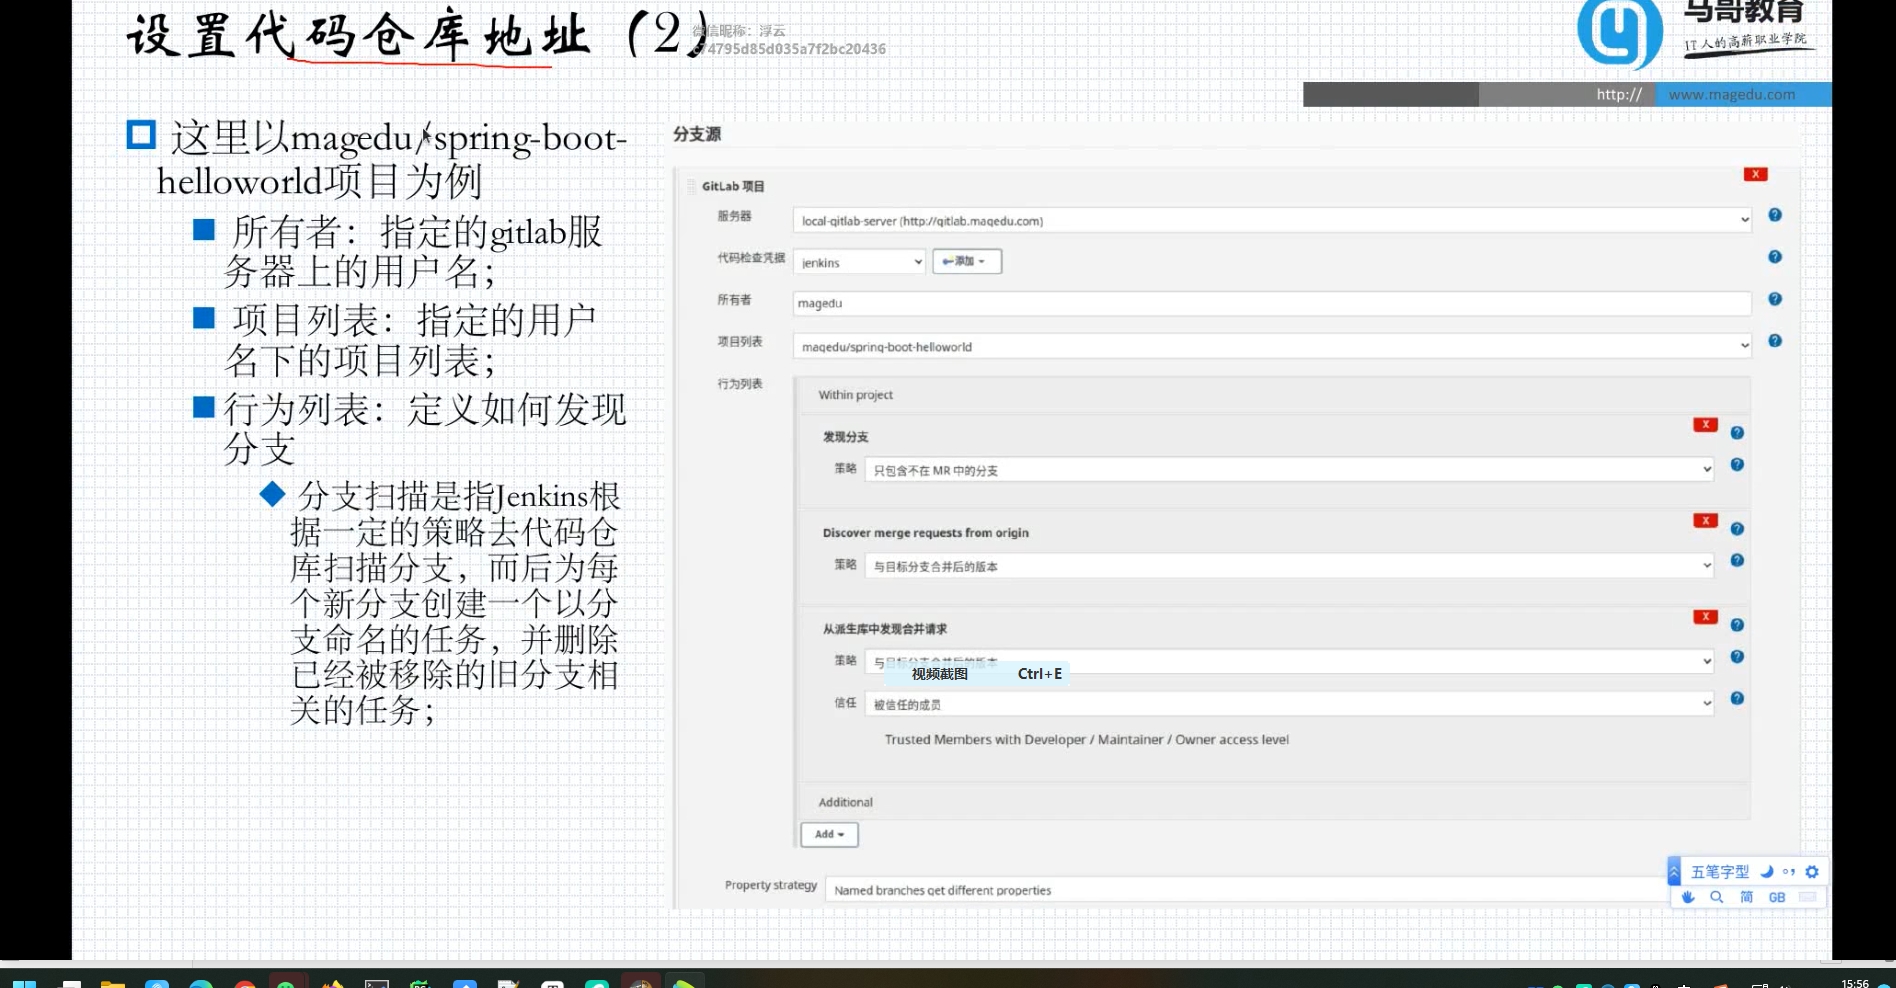 设置代码仓库地址（2）
微信昵称：浮云
c74795d85d035a7f2bc20436
马哥教育
IT人的高薪职业学院
http://
www.magedu.com
这里以magedu/spring-boot-
helloworld项目为例
所有者：指定的gitlab服
务器上的用户名；
项目列表：指定的用户
名下的项目列表；
行为列表：定义如何发现
分支
分支扫描是指Jenkins根
据一定的策略去代码仓
库扫描分支，而后为每
个新分支创建一个以分
支命名的任务，并删除
已经被移除的旧分支相
关的任务；
分支源
GitLab 项目
X
服务器
local-gitlab-server (http://gitlab.magedu.com)
代码检查凭据
jenkins
添加
所有者
magedu
项目列表
magedu/spring-boot-helloworld
行为列表
Within project
发现分支
X
策略
只包含不在 MR 中的分支
Discover merge requests from origin
X
策略
与目标分支合并后的版本
从派生库中发现合并请求
X
策略
与目标分支合并后的版本
视频截图 Ctrl+E
信任
被信任的成员
Trusted Members with Developer / Maintainer / Owner access level
Additional
Add
Property strategy
Named branches get different properties
五笔字型
简 GB
15:56